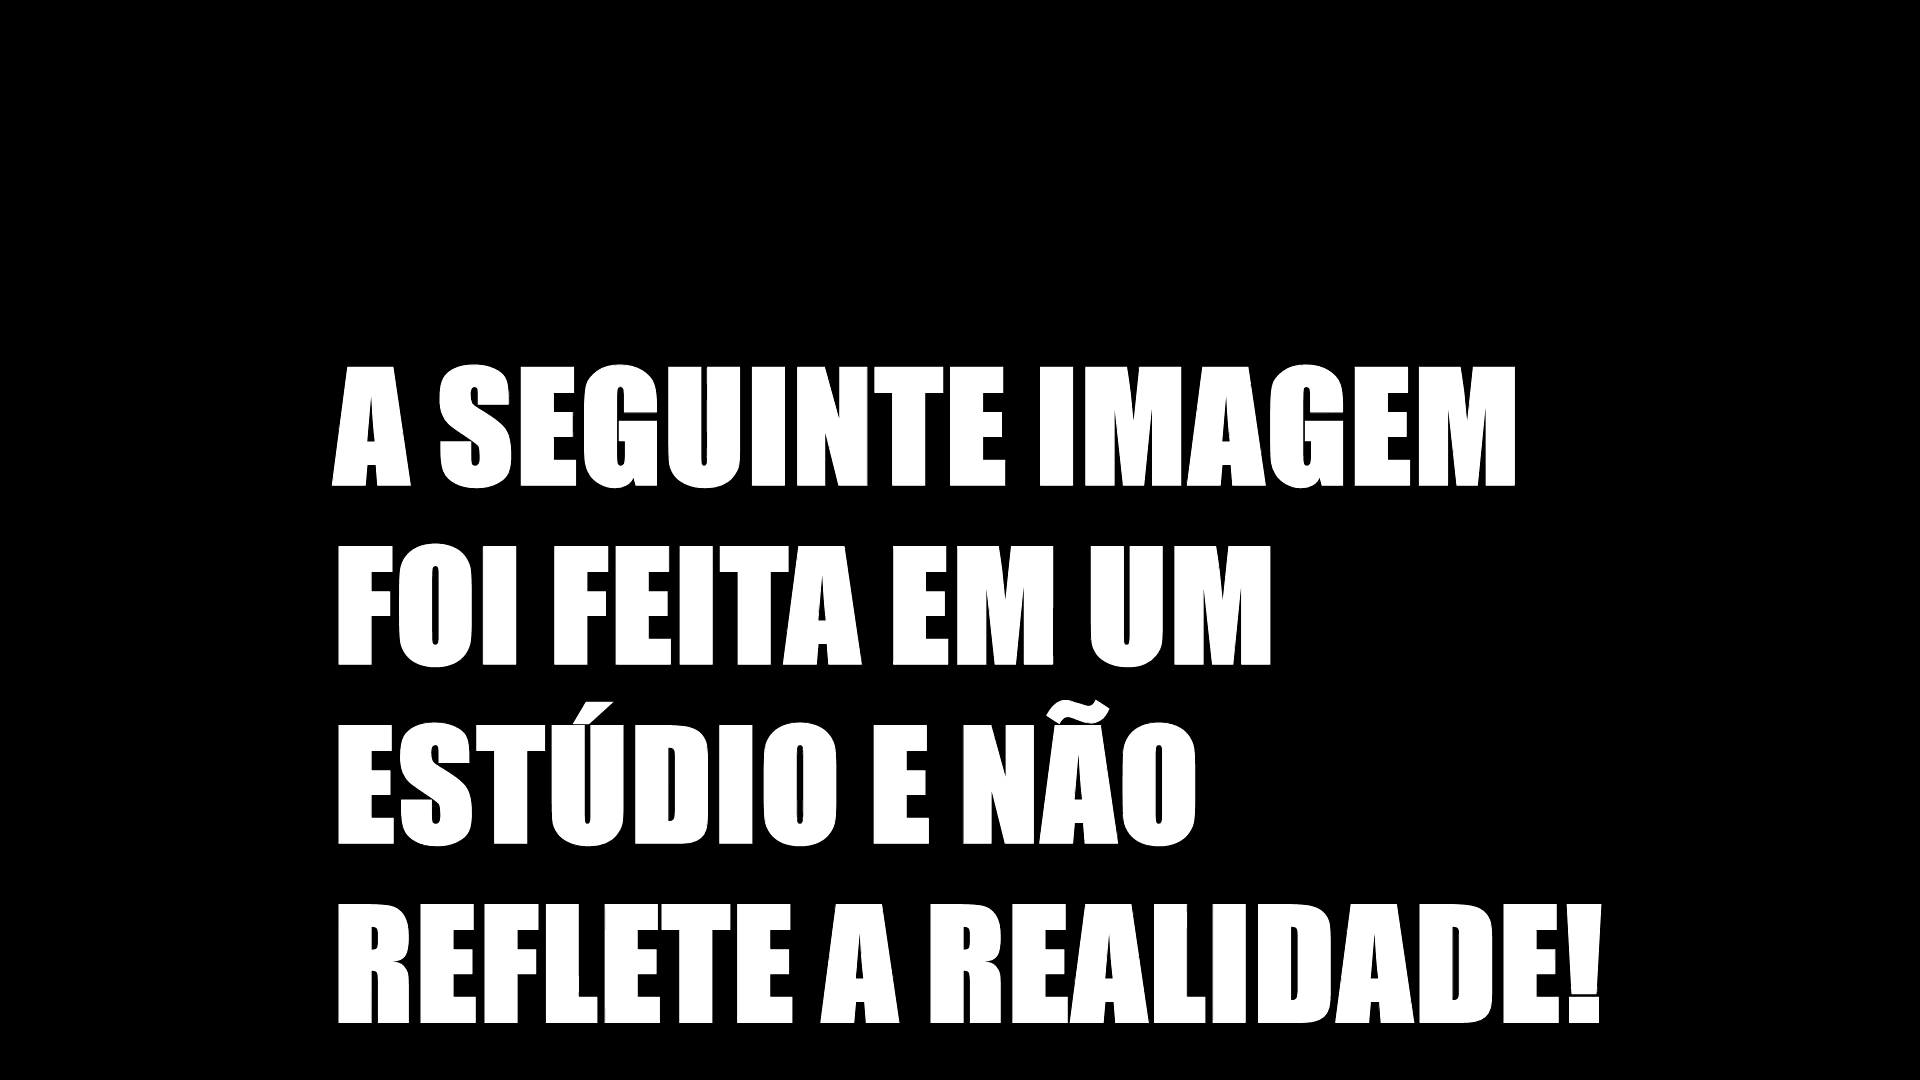 A SEGUINTE IMAGEM
FOI FEITA EM UM
ESTÚDIO E NÃO
REFLETE A REALIDADE!